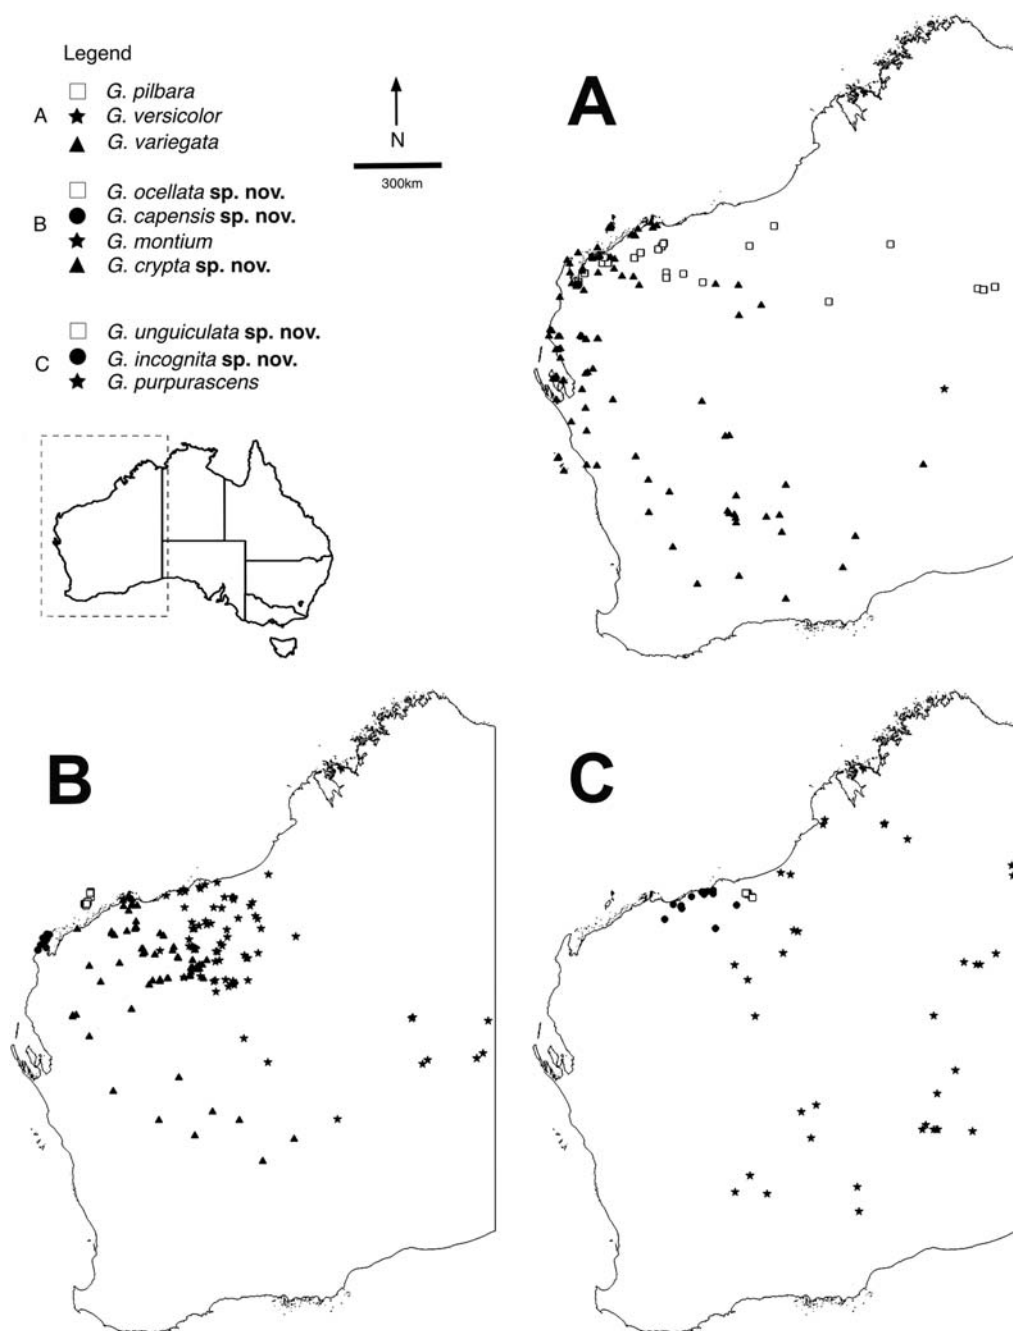 Legend
A
G. pilbara
G. versicolor
G. variegata
B
G. ocellata sp. nov.
G. capensis sp. nov.
G. montium
G. crypta sp. nov.
C
G. unguiculata sp. nov.
G. incognita sp. nov.
G. purpurascens
N
300km
A
B
C